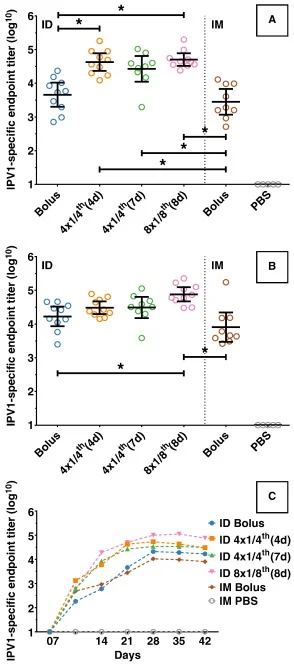 A
ID
IM
*
*
*
*
*
IPV1-specific endpoint titer (log10)
6
5
4
3
2
1
Bolus
4x1/4th(4d)
4x1/4th(7d)
8x1/8th(8d)
Bolus
PBS
B
ID
IM
*
*
IPV1-specific endpoint titer (log10)
6
5
4
3
2
1
Bolus
4x1/4th(4d)
4x1/4th(7d)
8x1/8th(8d)
Bolus
PBS
C
IPV1-specific endpoint titer (log10)
6
5
4
3
2
1
07 14 21 28 35 42
Days
ID Bolus
ID 4x1/4th(4d)
ID 4x1/4th(7d)
ID 8x1/8th(8d)
IM Bolus
IM PBS